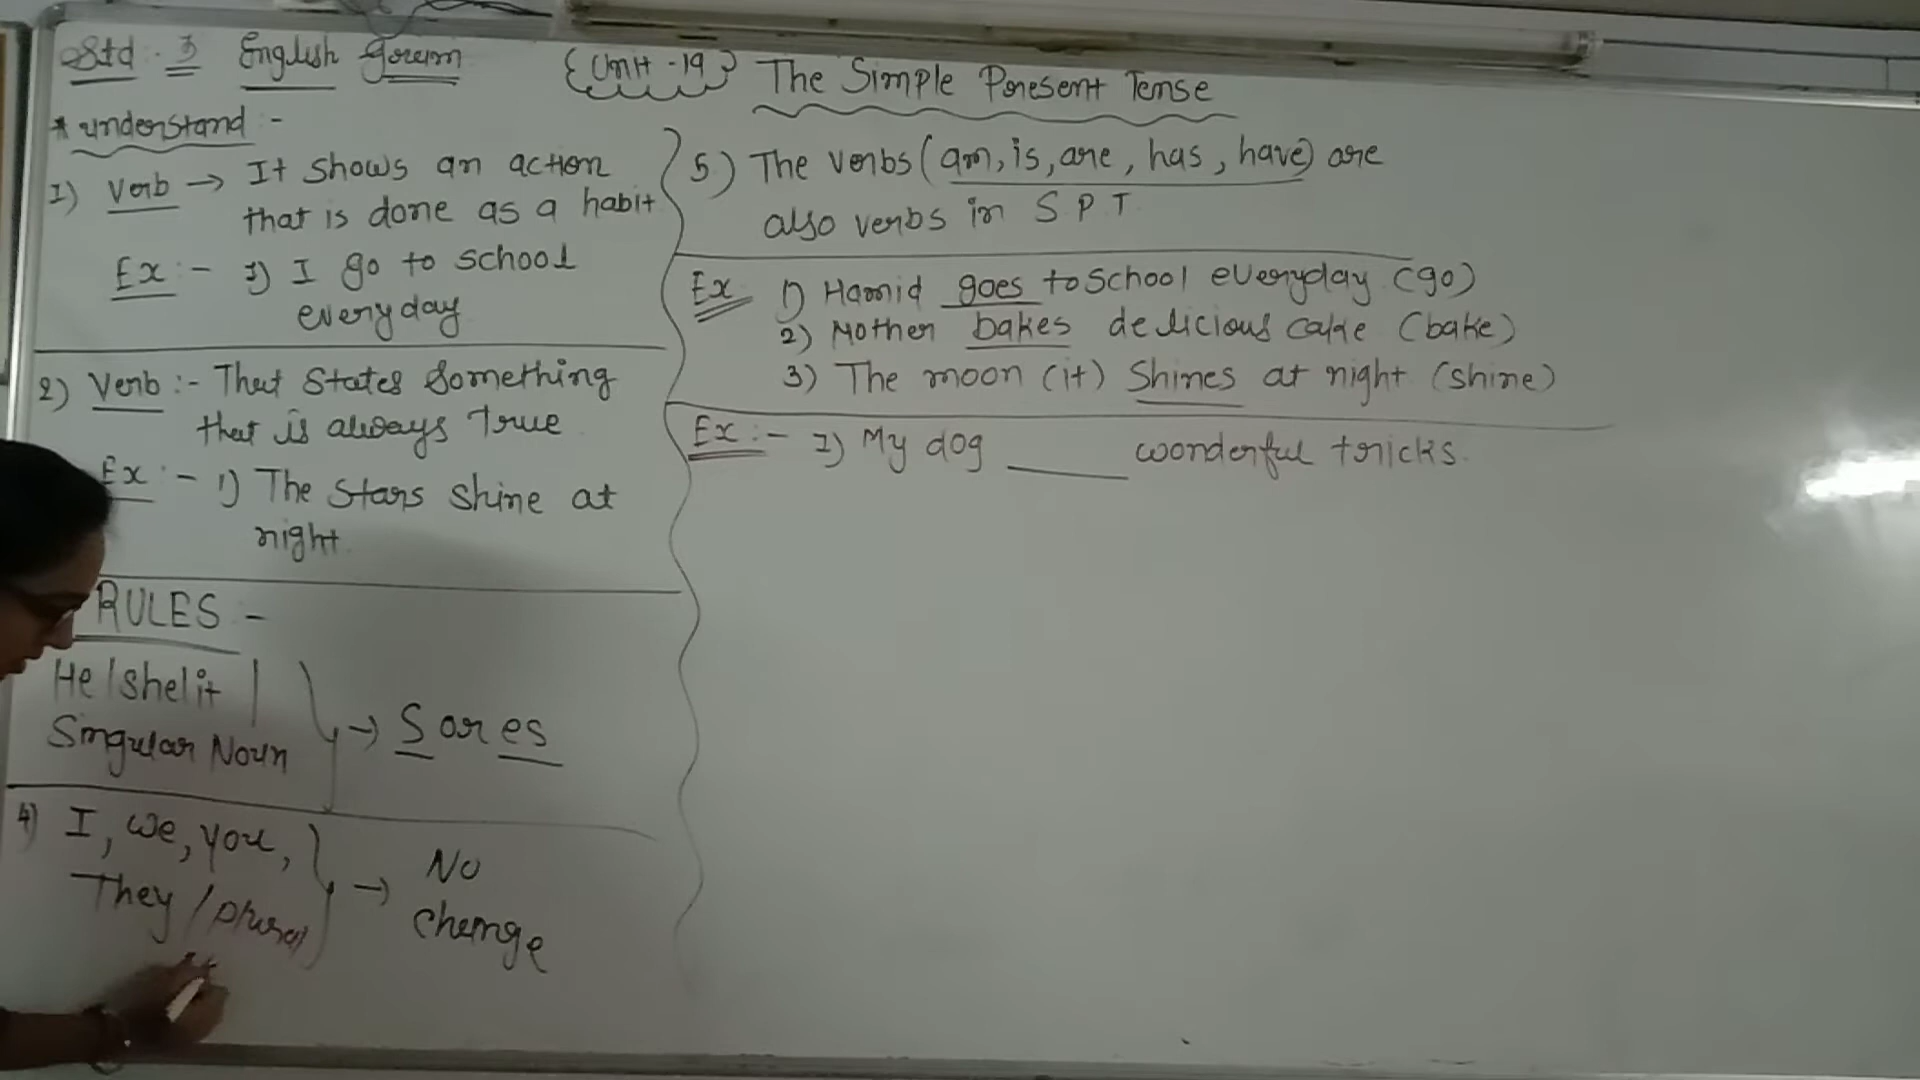 Std. 3 English Gram
{Unit-19} The Simple Present Tense
* understand :-
1) Verb → It shows an action
that is done as a habit
Ex :- 1) I go to school
everyday
2) Verb :- That States Something
that is always True
Ex :- 1) The Stars shine at
night.
RULES :-
He/she/it/
Singular Noun → S or es
4) I, we, you,
They/plural → No
change
5) The verbs (am, is, are, has, have) are
also verbs in S P T
Ex 1) Hamid goes to School everyday (go)
2) Mother bakes delicious cake (bake)
3) The moon (it) Shines at night (shine)
Ex :- 1) My dog ____ wonderful tricks.